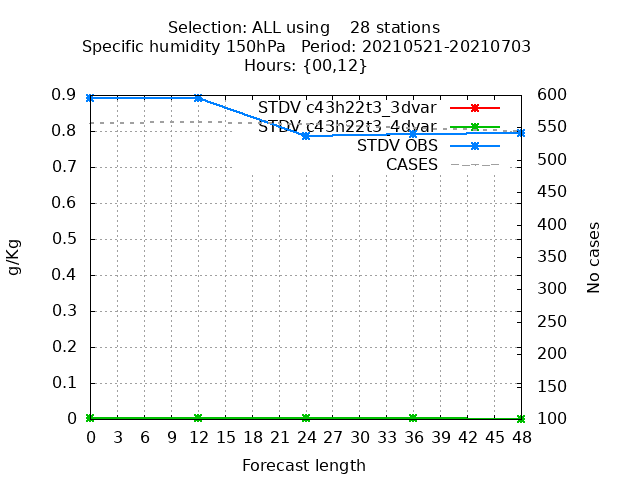 Selection: ALL using    28 stations
Specific humidity 150hPa   Period: 20210521-20210703
Hours: {00,12}
STDV c43h22t3_3dvar
STDV c43h22t3_4dvar
STDV OBS
CASES
0.9
0.8
0.7
0.6
0.5
0.4
0.3
0.2
0.1
0
g/Kg
600
550
500
450
400
350
300
250
200
150
100
No cases
0 3 6 9 12 15 18 21 24 27 30 33 36 39 42 45 48
Forecast length